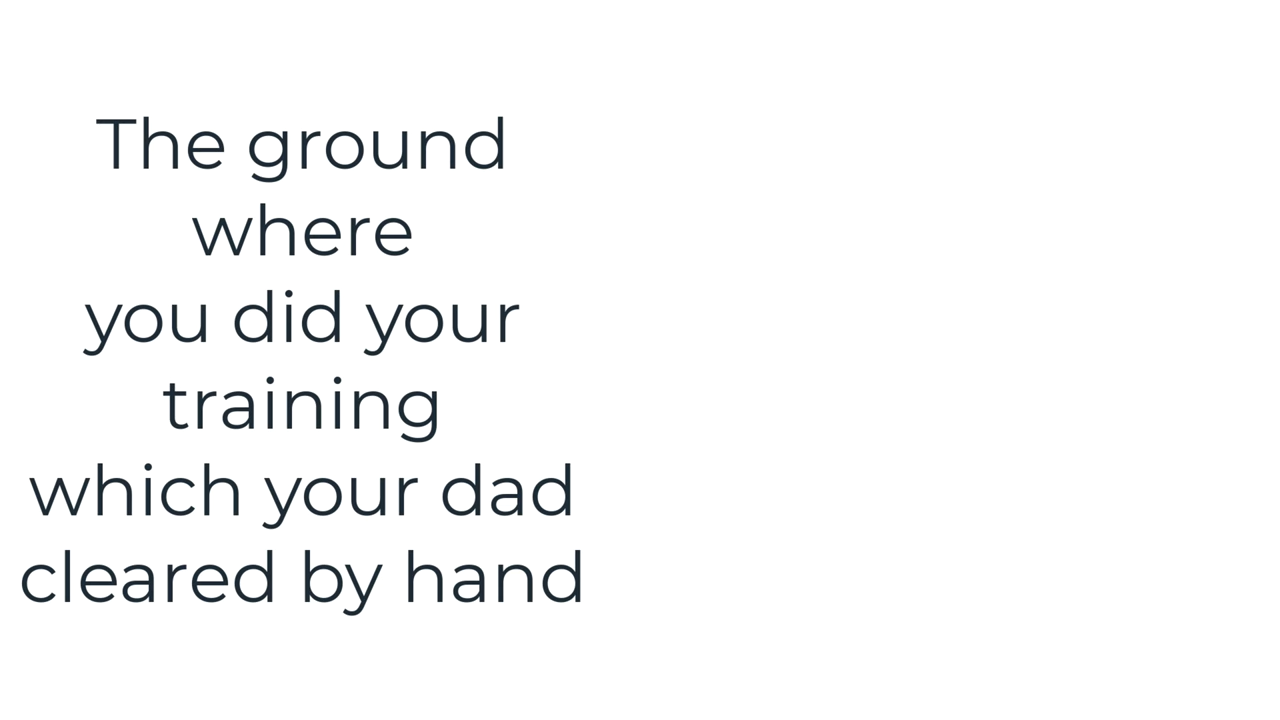 The ground
where
you did your
training
which your dad
cleared by hand